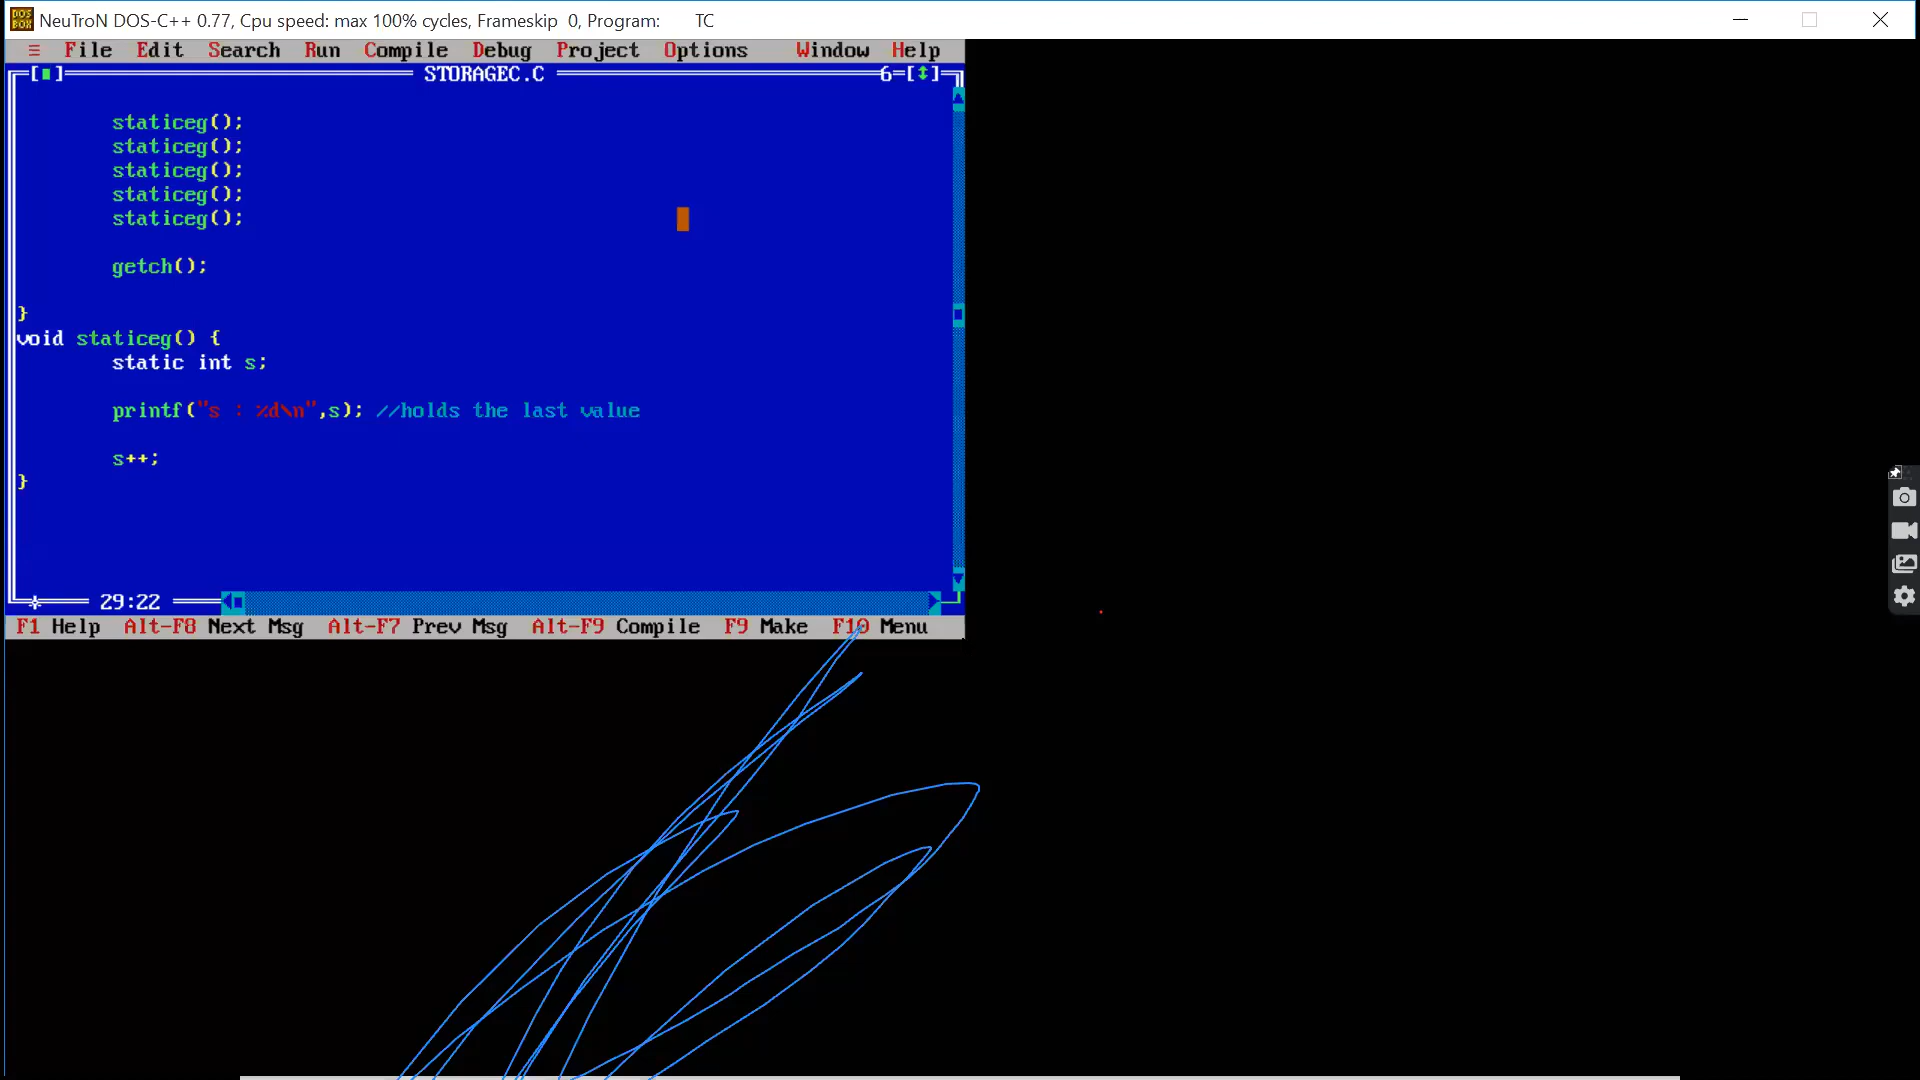 NeuTroN DOS-C++ 0.77, Cpu speed: max 100% cycles, Frameskip 0, Program: TC
≡ File Edit Search Run Compile Debug Project Options Window Help
[■] STORAGEC.C 6=[↕]
staticeg();
staticeg();
staticeg();
staticeg();
staticeg();
getch();
}
void staticeg() {
static int s;
printf("s : %d\n",s); //holds the last value
s++;
}
29:22
F1 Help Alt-F8 Next Msg Alt-F7 Prev Msg Alt-F9 Compile F9 Make F10 Menu